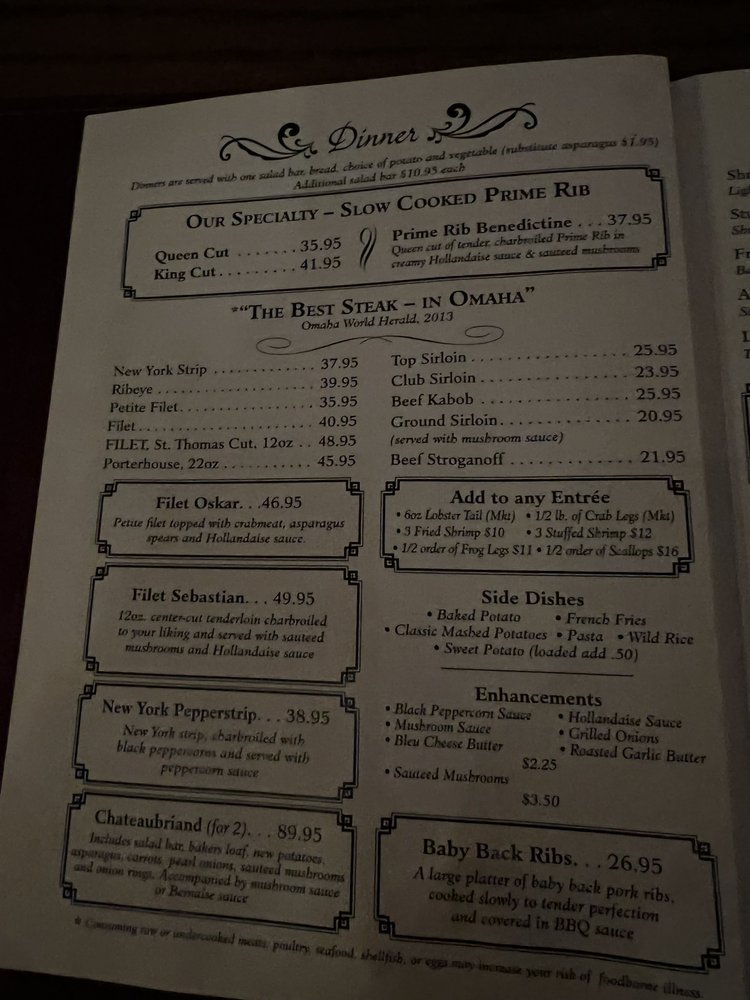 Dinner
Dinners are served with one salad bar, bread, choice of potato and vegetable (substitute asparagus $1.95)
Additional salad bar $10.95 each
Our Specialty – Slow Cooked Prime Rib
Queen Cut ....... 35.95
King Cut ......... 41.95
Prime Rib Benedictine ... 37.95
Queen cut of tender, charbroiled Prime Rib in
creamy Hollandaise sauce & sauteed mushrooms
*"The Best Steak – in Omaha"
Omaha World Herald, 2013
New York Strip ............ 37.95
Ribeye .................. 39.95
Petite Filet............... 35.95
Filet.................... 40.95
FILET, St. Thomas Cut, 12oz .. 48.95
Porterhouse, 22oz .......... 45.95
Top Sirloin ................. 25.95
Club Sirloin ................ 23.95
Beef Kabob ................ 25.95
Ground Sirloin.............. 20.95
(served with mushroom sauce)
Beef Stroganoff ............. 21.95
Filet Oskar. . .46.95
Petite filet topped with crabmeat, asparagus
spears and Hollandaise sauce.
Filet Sebastian. . . 49.95
12oz. center-cut tenderloin charbroiled
to your liking and served with sauteed
mushrooms and Hollandaise sauce
New York Pepperstrip. . . 38.95
New York strip, charbroiled with
black peppercorns and served with
peppercorn sauce
Chateaubriand (for 2). . . 89.95
Includes salad bar, bakers loaf, new potatoes,
asparagus, carrots, pearl onions, sauteed mushrooms
and onion rings. Accompanied by mushroom sauce
or Bernaise sauce
Add to any Entrée
• 6oz Lobster Tail (Mkt) • 1/2 lb. of Crab Legs (Mkt)
• 3 Fried Shrimp $10 • 3 Stuffed Shrimp $12
• 1/2 order of Frog Legs $11 • 1/2 order of Scallops $16
Side Dishes
• Baked Potato • French Fries
• Classic Mashed Potatoes • Pasta • Wild Rice
• Sweet Potato (loaded add .50)
Enhancements
• Black Peppercorn Sauce • Hollandaise Sauce
• Mushroom Sauce • Grilled Onions
• Bleu Cheese Butter • Roasted Garlic Butter
$2.25
• Sauteed Mushrooms
$3.50
Baby Back Ribs. . . 26.95
A large platter of baby back pork ribs,
cooked slowly to tender perfection
and covered in BBQ sauce
* Consuming raw or undercooked meats, poultry, seafood, shellfish, or eggs may increase your risk of foodborne illness.